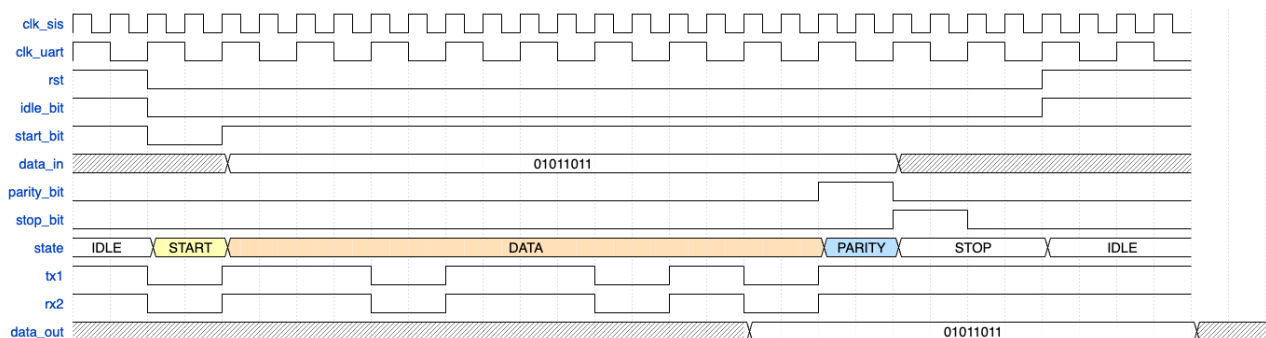 clk_sis
clk_uart
rst
idle_bit
start_bit
data_in 01011011
parity_bit
stop_bit
state IDLE START DATA PARITY STOP IDLE
tx1
rx2
data_out 01011011